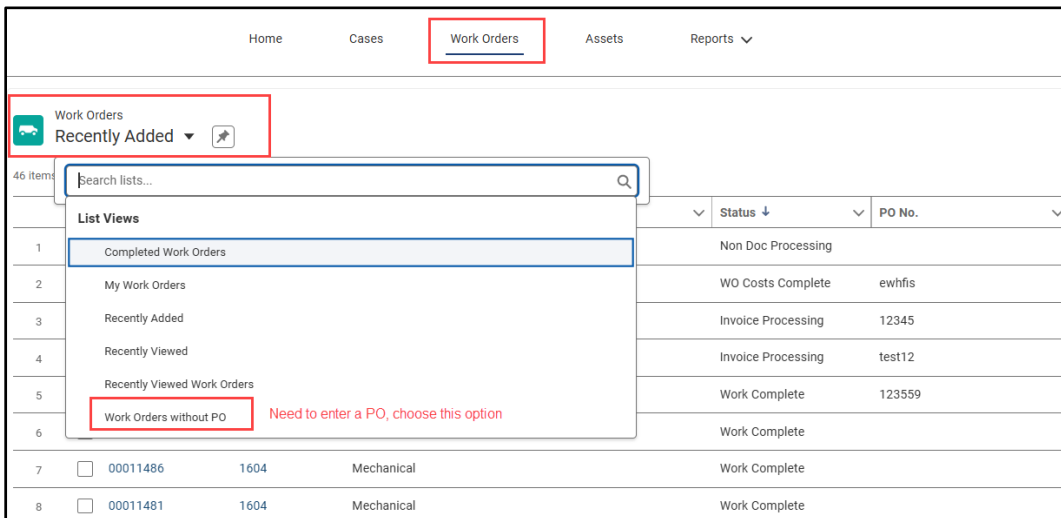 Home Cases Work Orders Assets Reports
Work Orders
Recently Added
46 items
Search lists...
List Views
Status PO No.
Completed Work Orders
1 Non Doc Processing
My Work Orders
2 WO Costs Complete ewhfis
Recently Added
3 Invoice Processing 12345
Recently Viewed
4 Invoice Processing test12
Recently Viewed Work Orders
5 Work Complete 123559
Work Orders without PO Need to enter a PO, choose this option
6 Work Complete
7 00011486 1604 Mechanical Work Complete
8 00011481 1604 Mechanical Work Complete